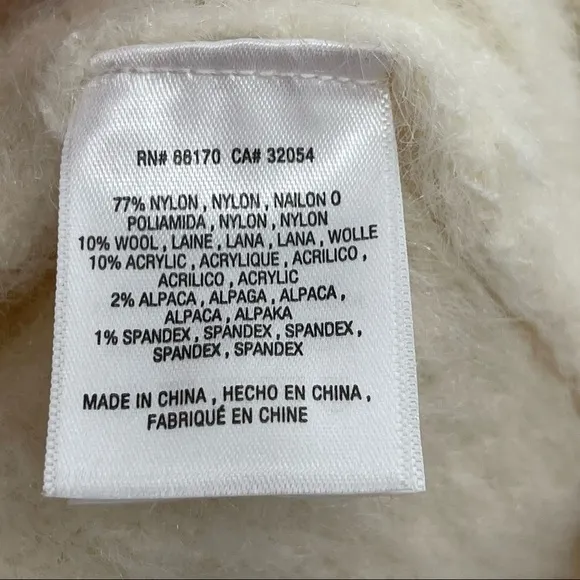 RN# 66170 CA# 32054
77% NYLON , NYLON , NAILON O
POLIAMIDA , NYLON , NYLON
10% WOOL , LAINE , LANA , LANA , WOLLE
10% ACRYLIC , ACRYLIQUE , ACRILICO ,
ACRILICO , ACRYLIC
2% ALPACA , ALPAGA , ALPACA ,
ALPACA , ALPAKA
1% SPANDEX , SPANDEX , SPANDEX ,
SPANDEX , SPANDEX
MADE IN CHINA , HECHO EN CHINA ,
FABRIQUÉ EN CHINE